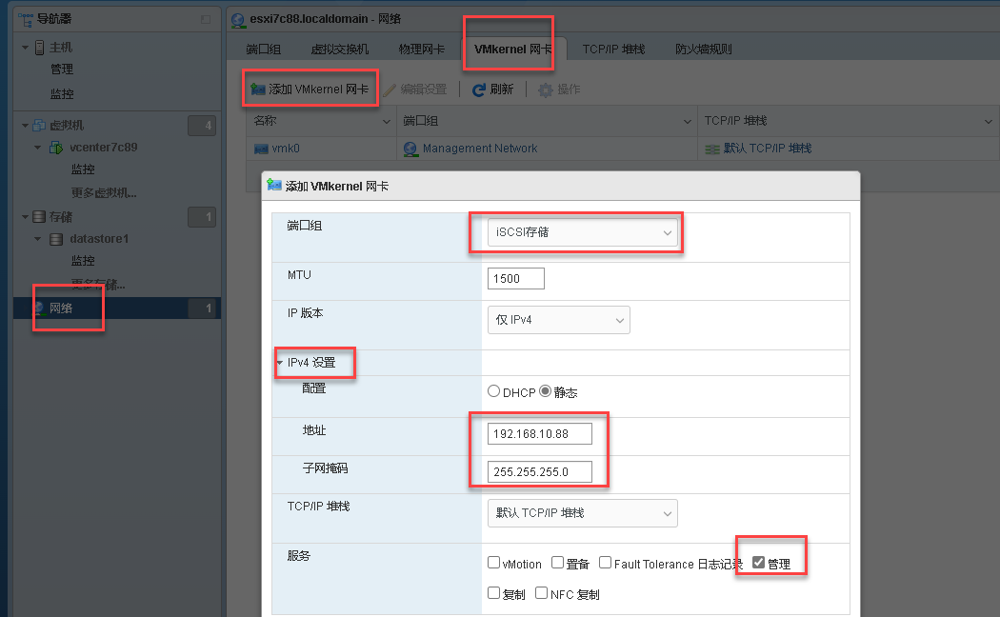 导航器
主机
管理
监控
虚拟机 4
vcenter7c89
监控
更多虚拟机...
存储 1
datastore1
监控
更多存储...
网络 1
esxi7c88.localdomain - 网络
端口组 虚拟交换机 物理网卡 VMkernel 网卡 TCP/IP 堆栈 防火墙规则
添加 VMkernel 网卡 编辑设置 刷新 操作
名称 端口组 TCP/IP 堆栈
vmk0 Management Network 默认 TCP/IP 堆栈
添加 VMkernel 网卡
端口组 iSCSI存储
MTU 1500
IP 版本 仅 IPv4
IPv4 设置
配置 DHCP 静态
地址 192.168.10.88
子网掩码 255.255.255.0
TCP/IP 堆栈 默认 TCP/IP 堆栈
服务 vMotion 置备 Fault Tolerance 日志记录 管理
复制 NFC 复制